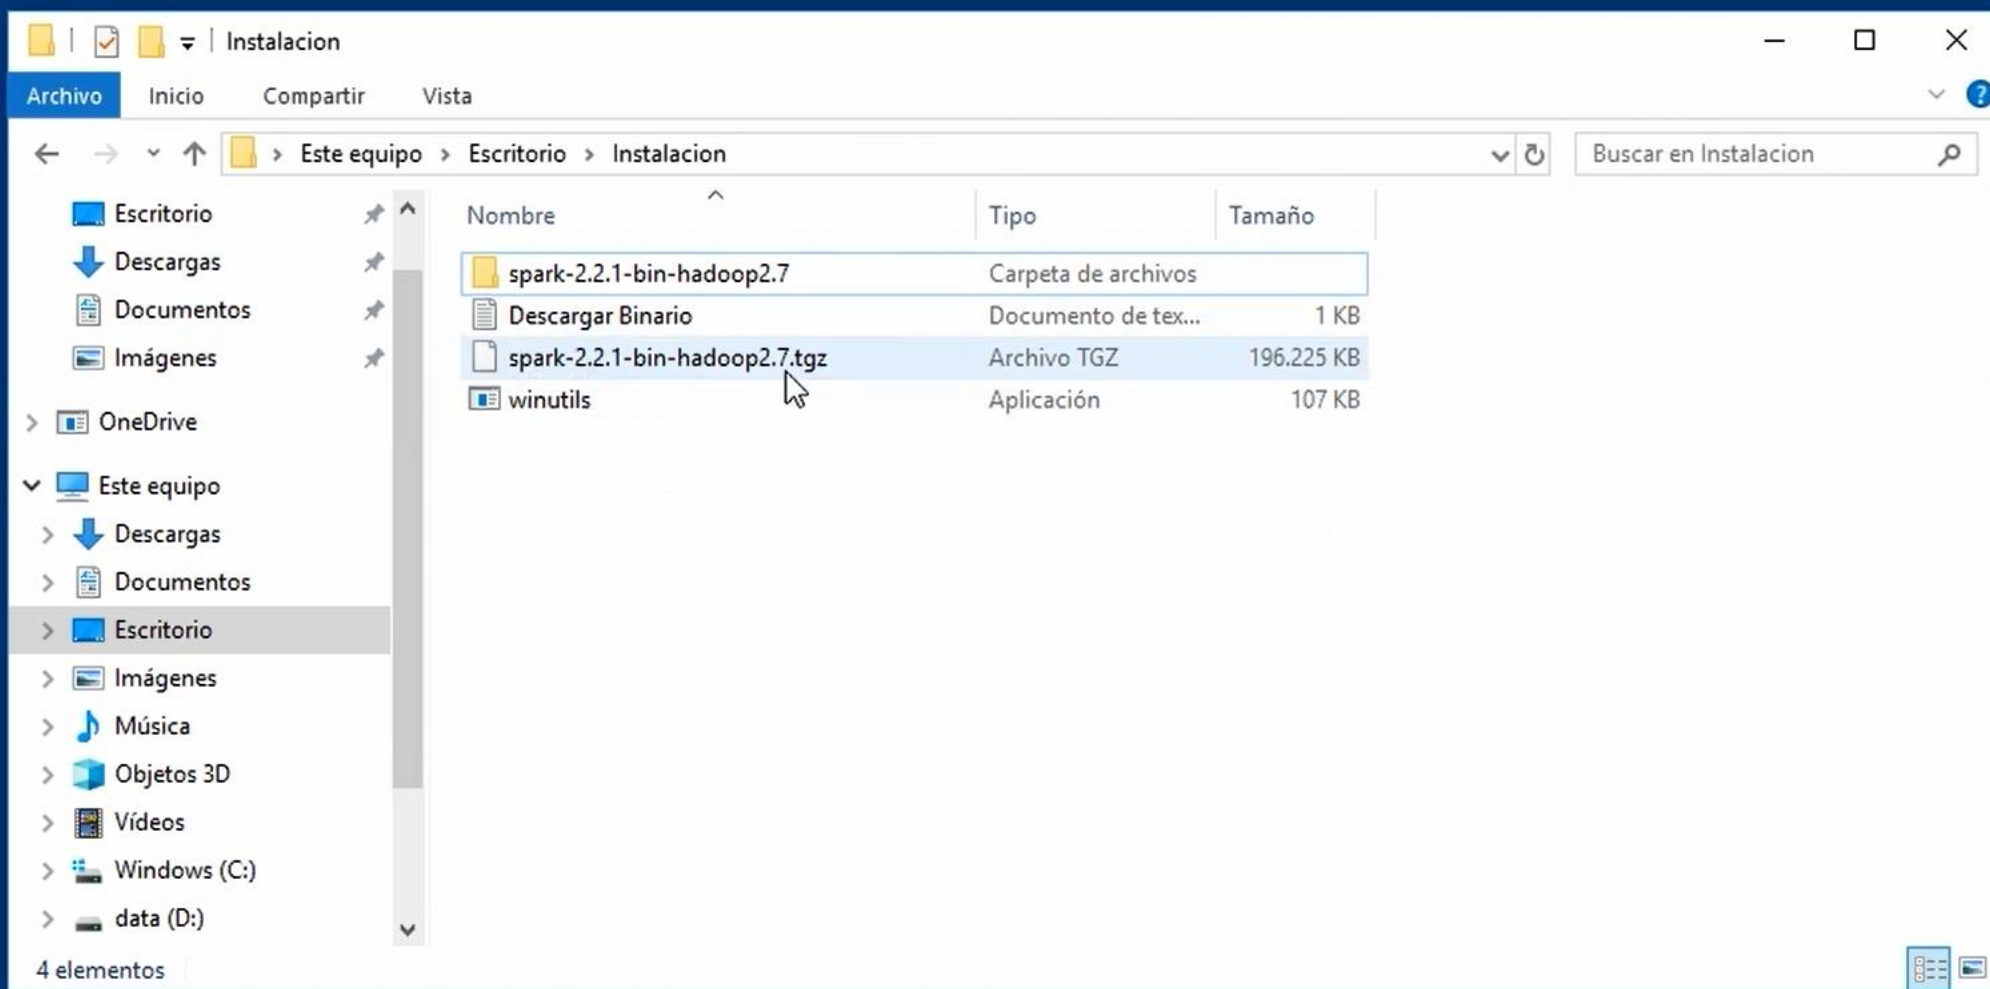 Instalacion
Archivo Inicio Compartir Vista ?
Este equipo Escritorio Instalacion Buscar en Instalacion
Escritorio
Descargas
Documentos
Imágenes
OneDrive
Este equipo
Descargas
Documentos
Escritorio
Imágenes
Música
Objetos 3D
Vídeos
Windows (C:)
data (D:)
Nombre Tipo Tamaño
spark-2.2.1-bin-hadoop2.7 Carpeta de archivos
Descargar Binario Documento de tex... 1 KB
spark-2.2.1-bin-hadoop2.7.tgz Archivo TGZ 196.225 KB
winutils Aplicación 107 KB
4 elementos